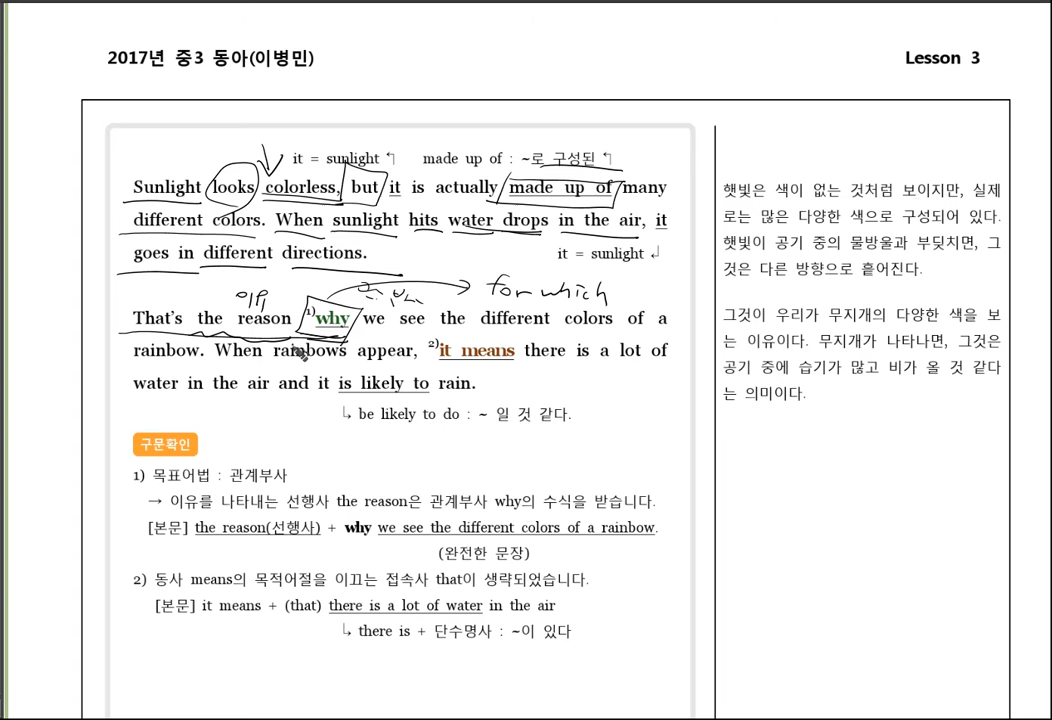 2017년 중3 동아(이병민)
Lesson 3
it = sunlight ↰ made up of : ~로 구성된 ↰
Sunlight looks colorless, but it is actually made up of many
different colors. When sunlight hits water drops in the air, it
goes in different directions. it = sunlight ↲
이유 for which
That's the reason 1)why we see the different colors of a
rainbow. When rainbows appear, 2)it means there is a lot of
water in the air and it is likely to rain.
↳ be likely to do : ~ 일 것 같다.
구문확인
1) 목표어법 : 관계부사
→ 이유를 나타내는 선행사 the reason은 관계부사 why의 수식을 받습니다.
[본문] the reason(선행사) + why we see the different colors of a rainbow.
(완전한 문장)
2) 동사 means의 목적어절을 이끄는 접속사 that이 생략되었습니다.
[본문] it means + (that) there is a lot of water in the air
↳ there is + 단수명사 : ~이 있다
햇빛은 색이 없는 것처럼 보이지만, 실제
로는 많은 다양한 색으로 구성되어 있다.
햇빛이 공기 중의 물방울과 부딪치면, 그
것은 다른 방향으로 흩어진다.
그것이 우리가 무지개의 다양한 색을 보
는 이유이다. 무지개가 나타나면, 그것은
공기 중에 습기가 많고 비가 올 것 같다
는 의미이다.